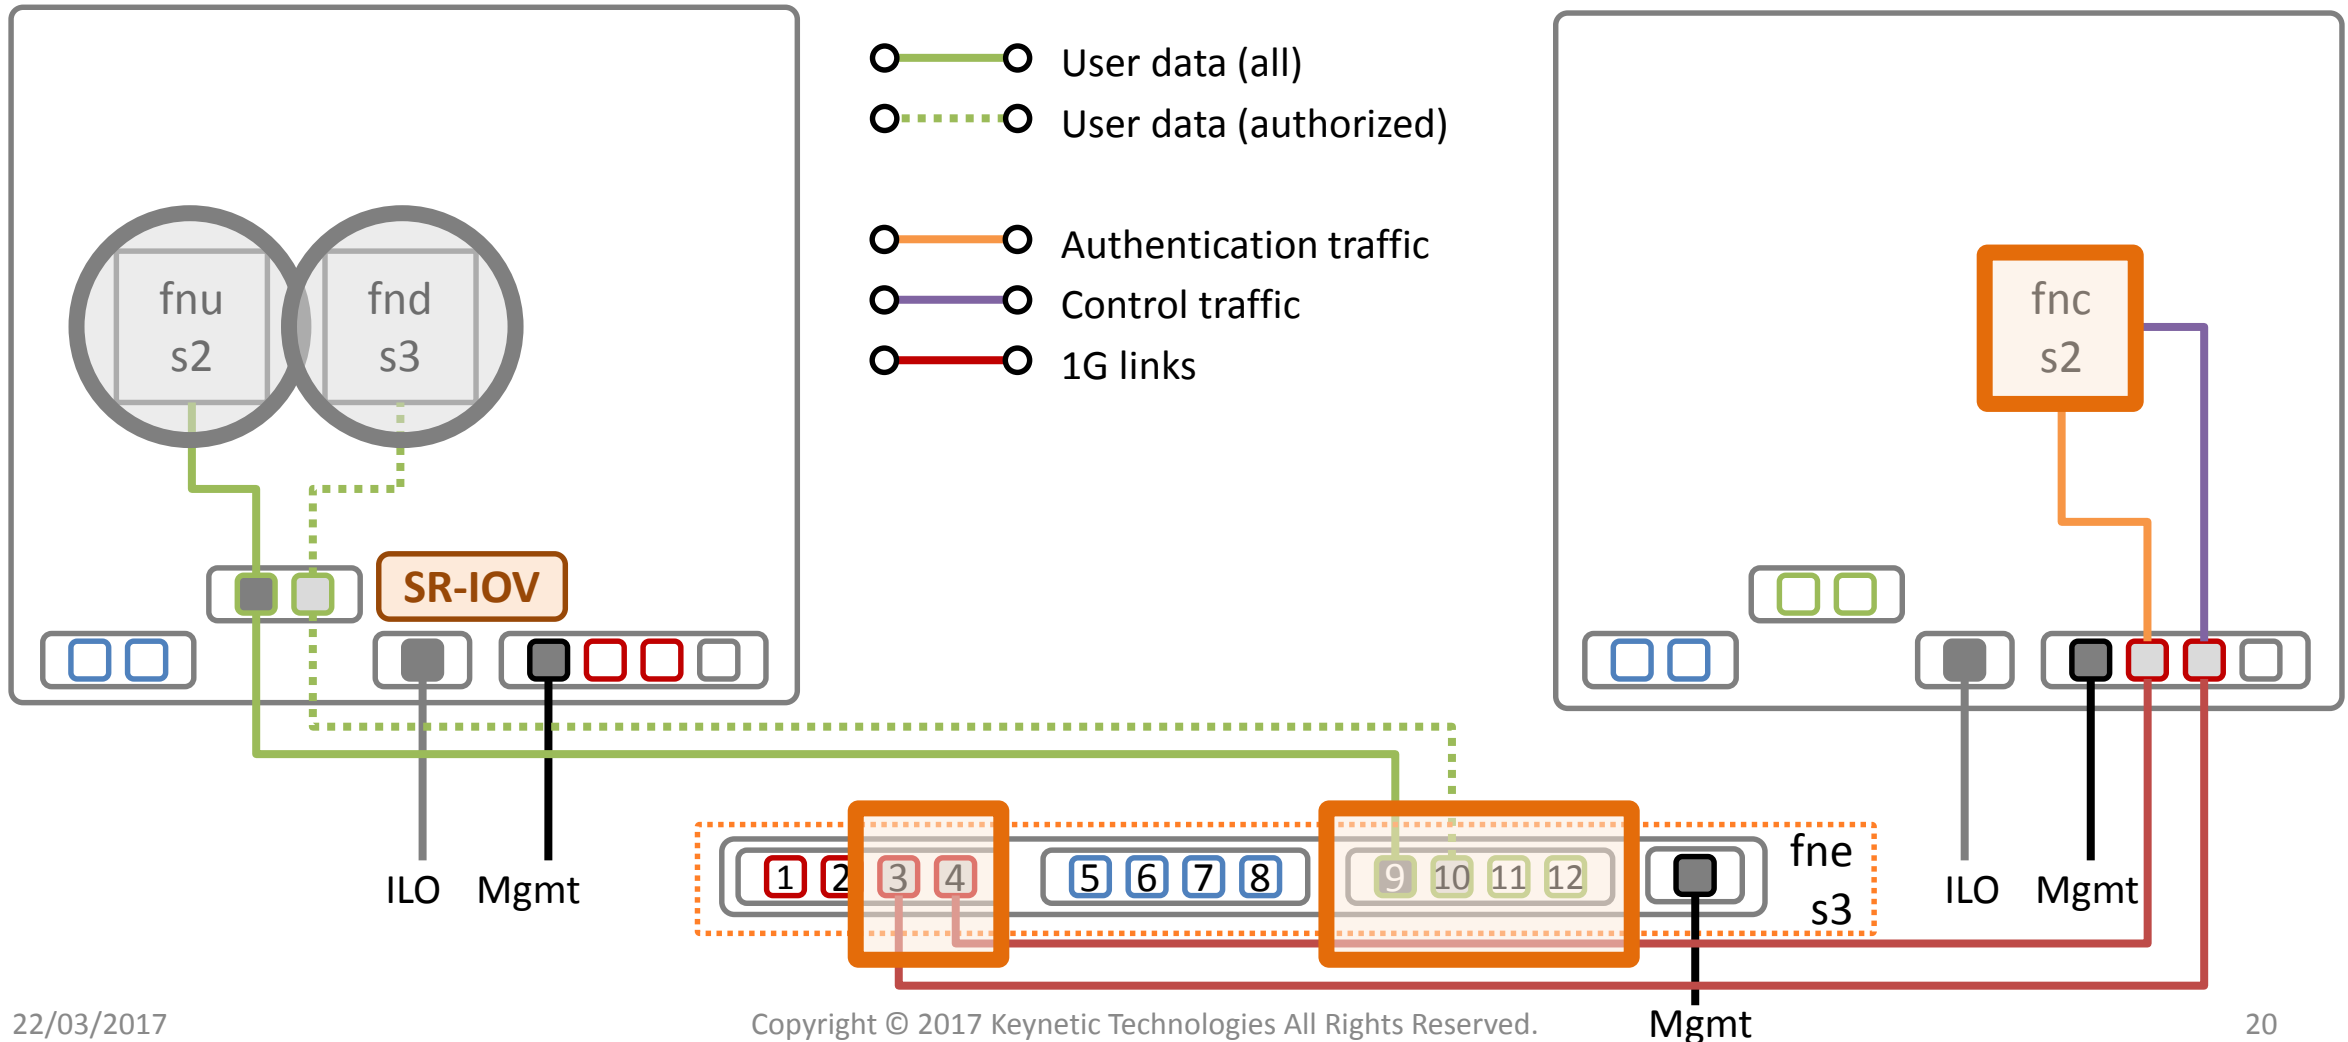 User data (all)
User data (authorized)
Authentication traffic
Control traffic
1G links
fnu
s2
fnd
s3
fnc
s2
SR-IOV
ILO
Mgmt
1 2 3 4 5 6 7 8 9 10 11 12
fne
s3
ILO
Mgmt
Mgmt
22/03/2017
Copyright © 2017 Keynetic Technologies All Rights Reserved.
20